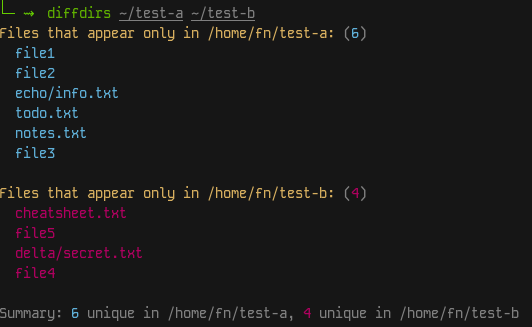 └─ → diffdirs ~/test-a ~/test-b
Files that appear only in /home/fn/test-a: (6)
file1
file2
echo/info.txt
todo.txt
notes.txt
file3
Files that appear only in /home/fn/test-b: (4)
cheatsheet.txt
file5
delta/secret.txt
file4
Summary: 6 unique in /home/fn/test-a, 4 unique in /home/fn/test-b